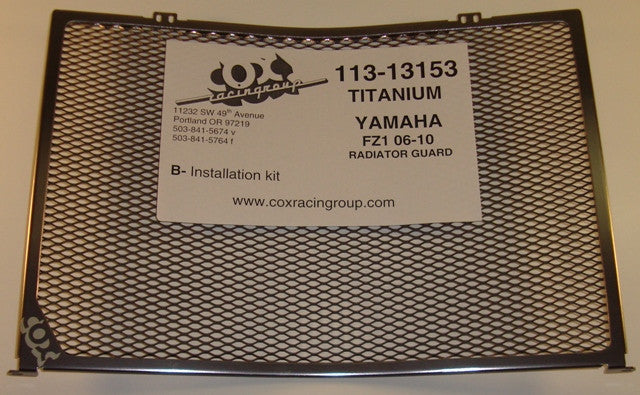 COX
racingroup
11232 SW 49th Avenue
Portland OR 97219
503-841-5674 v
503-841-5764 f
B- Installation kit
113-13153
TITANIUM
YAMAHA
FZ1 06-10
RADIATOR GUARD
www.coxracingroup.com
COX